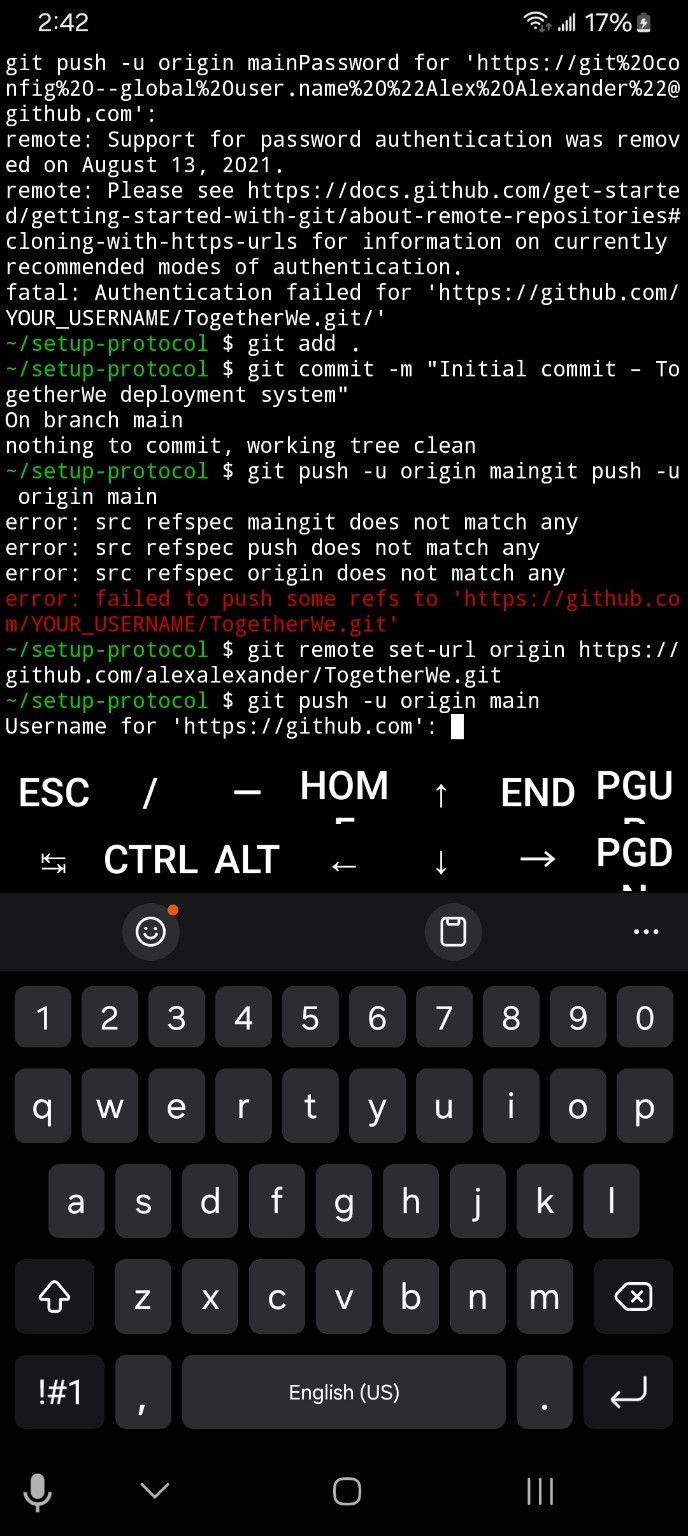 2:42
17%
git push -u origin mainPassword for 'https://git%20co
nfig%20--global%20user.name%20%22Alex%20Alexander%22@
github.com':
remote: Support for password authentication was remov
ed on August 13, 2021.
remote: Please see https://docs.github.com/get-starte
d/getting-started-with-git/about-remote-repositories#
cloning-with-https-urls for information on currently
recommended modes of authentication.
fatal: Authentication failed for 'https://github.com/
YOUR_USERNAME/TogetherWe.git/'
~/setup-protocol $ git add .
~/setup-protocol $ git commit -m "Initial commit – To
getherWe deployment system"
On branch main
nothing to commit, working tree clean
~/setup-protocol $ git push -u origin maingit push -u
 origin main
error: src refspec maingit does not match any
error: src refspec push does not match any
error: src refspec origin does not match any
error: failed to push some refs to 'https://github.co
m/YOUR_USERNAME/TogetherWe.git'
~/setup-protocol $ git remote set-url origin https://
github.com/alexalexander/TogetherWe.git
~/setup-protocol $ git push -u origin main
Username for 'https://github.com':
ESC / — HOME ↑ END PGUP
↹ CTRL ALT ← ↓ → PGDN
1 2 3 4 5 6 7 8 9 0
q w e r t y u i o p
a s d f g h j k l
z x c v b n m
!#1 , English (US) .